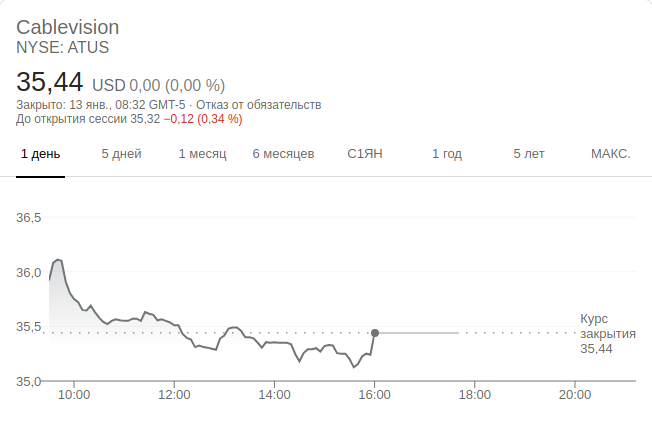 Cablevision
NYSE: ATUS
35,44 USD 0,00 (0,00 %)
Закрыто: 13 янв., 08:32 GMT-5 · Отказ от обязательств
До открытия сессии 35,32 −0,12 (0,34 %)
1 день 5 дней 1 месяц 6 месяцев С1ЯН 1 год 5 лет МАКС.
36,5
36,0
35,5
35,0
Курс
закрытия
35,44
10:00 12:00 14:00 16:00 18:00 20:00